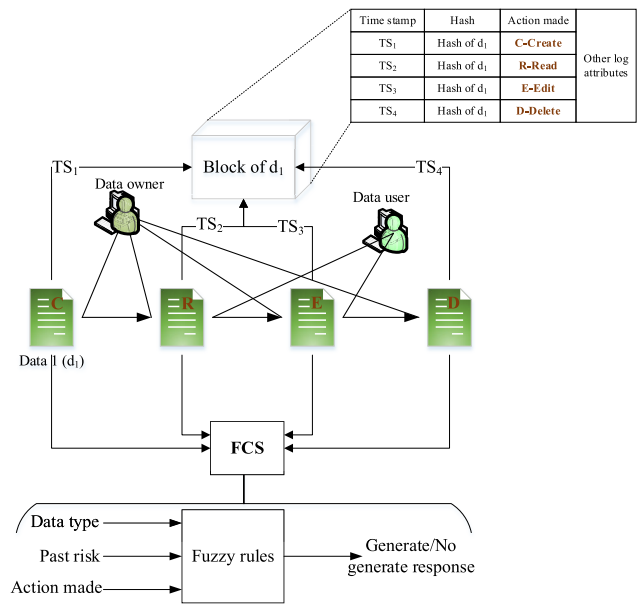 Time stamp Hash Action made
TS1 Hash of d1 C-Create
TS2 Hash of d1 R-Read
TS3 Hash of d1 E-Edit
TS4 Hash of d1 D-Delete
Other log
attributes
Block of d1
TS1
TS4
Data owner
Data user
TS2
TS3
C
R
E
D
Data 1 (d1)
FCS
Data type
Past risk
Action made
Fuzzy rules
Generate/No
generate response